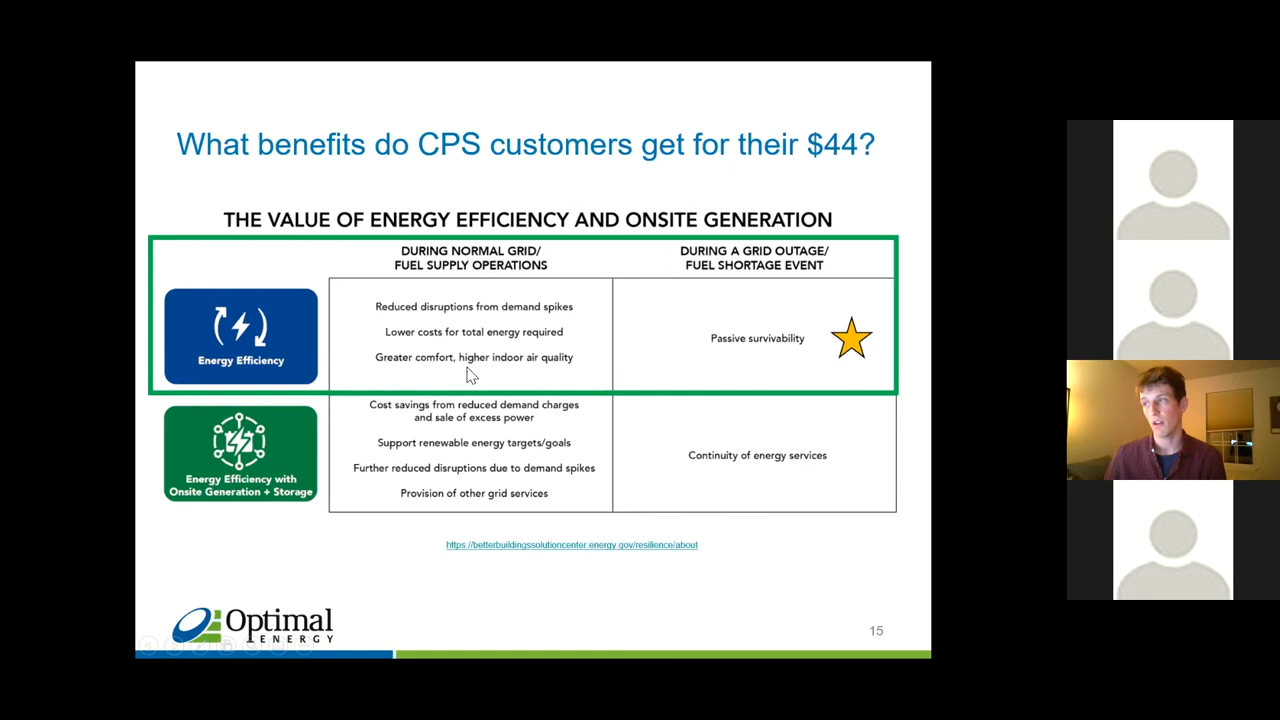 What benefits do CPS customers get for their $44?
THE VALUE OF ENERGY EFFICIENCY AND ONSITE GENERATION
DURING NORMAL GRID/
FUEL SUPPLY OPERATIONS
DURING A GRID OUTAGE/
FUEL SHORTAGE EVENT
Energy Efficiency
Reduced disruptions from demand spikes
Lower costs for total energy required
Greater comfort, higher indoor air quality
Passive survivability
Energy Efficiency with
Onsite Generation + Storage
Cost savings from reduced demand charges
and sale of excess power
Support renewable energy targets/goals
Further reduced disruptions due to demand spikes
Provision of other grid services
Continuity of energy services
https://betterbuildingssolutioncenter.energy.gov/resilience/about
Optimal
ENERGY
15